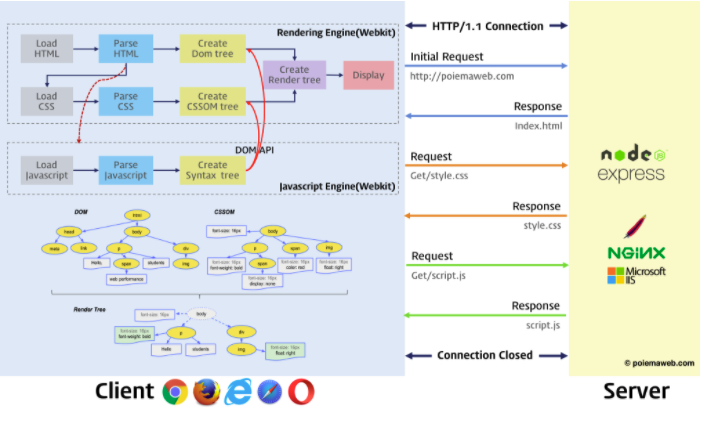 Rendering Engine(Webkit)
Load
HTML
Parse
HTML
Create
Dom tree
Create
Render tree
Display
Load
CSS
Parse
CSS
Create
CSSOM tree
DOM API
Load
Javascript
Parse
Javascript
Create
Syntax tree
Javascript Engine(Webkit)
DOM
html
head
body
meta
link
p
div
Hello,
span
students
img
web performance
CSSOM
font-size: 16px
body
p
span
img
font-size: 16px
font-weight: bold
span
font-size: 16px
color: red
font-size: 16px
float: right
font-size: 16px
display: none
Render Tree
font-size: 16px
body
font-size: 16px
font-weight: bold
p
div
Hello,
students
img
font-size: 16px
font-size: 16px
float: right
HTTP/1.1 Connection
Initial Request
http://poiemaweb.com
Response
Index.html
Request
Get/style.css
Response
style.css
Request
Get/script.js
Response
script.js
Connection Closed
node
JS
express
NGINX
Microsoft
IIS
© poiemaweb.com
Client
Server